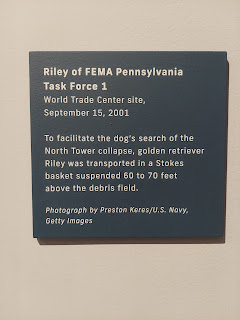 Riley of FEMA Pennsylvania
Task Force 1
World Trade Center site,
September 15, 2001
To facilitate the dog's search of the
North Tower collapse, golden retriever
Riley was transported in a Stokes
basket suspended 60 to 70 feet
above the debris field.
Photograph by Preston Keres/U.S. Navy,
Getty Images